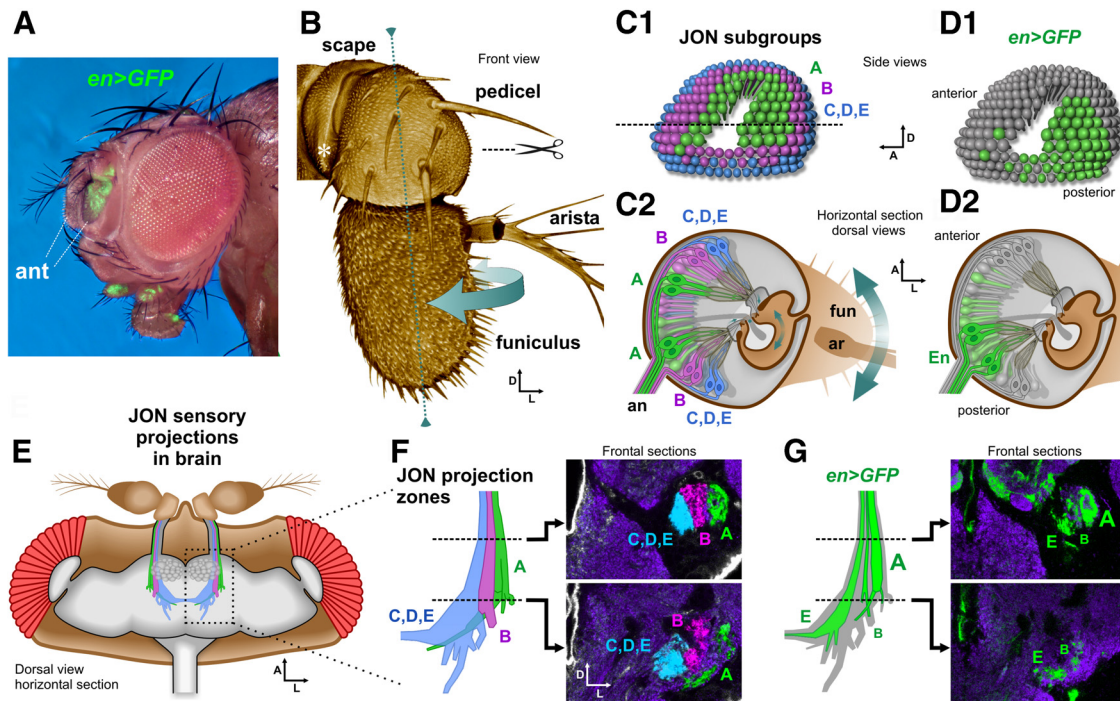 A
en>GFP
ant
B
scape
Front view
pedicel
*
arista
funiculus
D
L
C1
JON subgroups
Side views
A
B
C,D,E
D
A
D1
en>GFP
anterior
posterior
C2
Horizontal section
dorsal views
C,D,E
B
A
A
B
C,D,E
an
fun
ar
A
L
D2
anterior
En
posterior
E
JON sensory
projections
in brain
Dorsal view
horizontal section
A
L
F
JON projection
zones
Frontal sections
C,D,E
A
B
C,D,E
B
A
B
C,D,E
A
D
L
G
en>GFP
Frontal sections
A
E
B
A
E
B
E
B